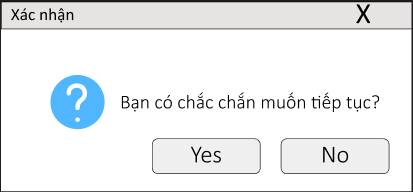 Xác nhận X
Bạn có chắc chắn muốn tiếp tục?
Yes No